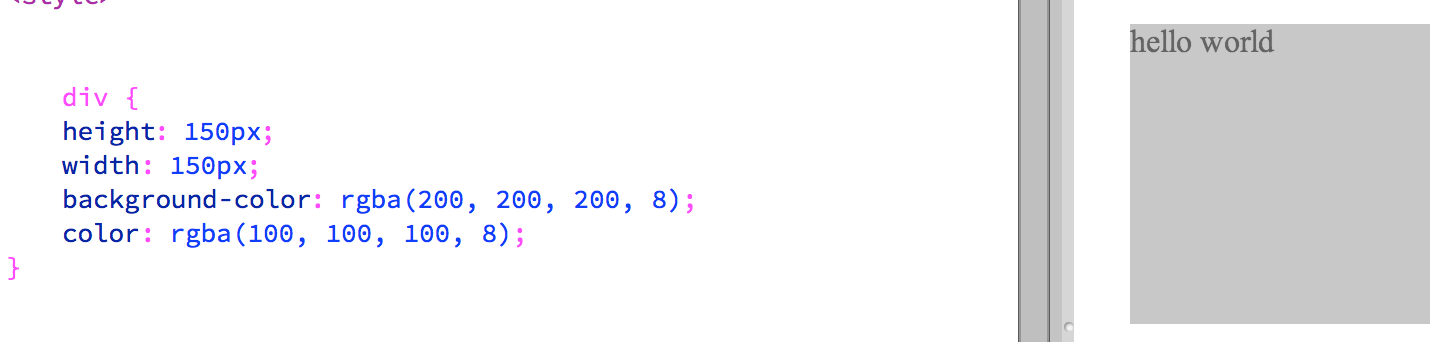 <style>
div {
height: 150px;
width: 150px;
background-color: rgba(200, 200, 200, 8);
color: rgba(100, 100, 100, 8);
}
hello world